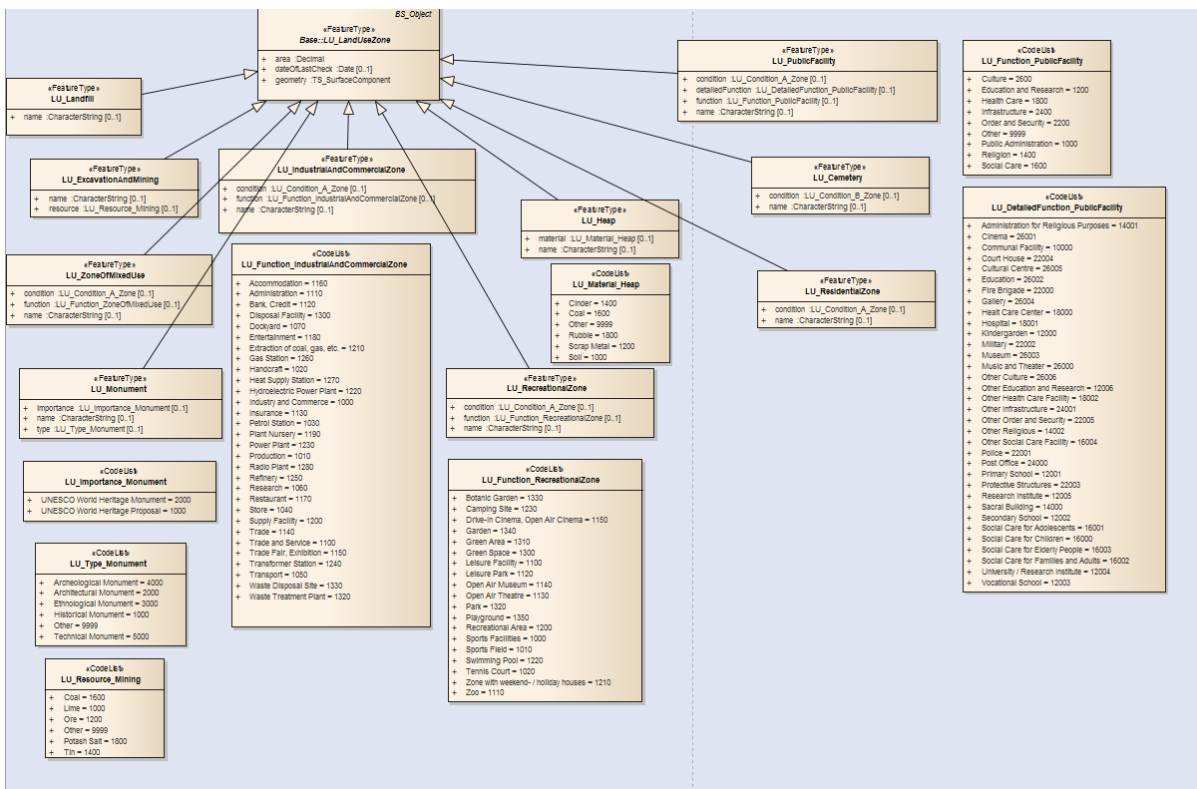 BS_Object
«FeatureType»
Base::LU_LandUseZone
+ area :Decimal
+ dateOfLastCheck :Date [0..1]
+ geometry :TS_SurfaceComponent
«FeatureType»
LU_Landfill
+ name :CharacterString [0..1]
«FeatureType»
LU_ExcavationAndMining
+ name :CharacterString [0..1]
+ resource :LU_Resource_Mining [0..1]
«FeatureType»
LU_IndustrialAndCommercialZone
+ condition :LU_Condition_A_Zone [0..1]
+ function :LU_Function_IndustrialAndCommercialZone [0..1]
+ name :CharacterString [0..1]
«FeatureType»
LU_ZoneOfMixedUse
+ condition :LU_Condition_A_Zone [0..1]
+ function :LU_Function_ZoneOfMixedUse [0..1]
+ name :CharacterString [0..1]
«FeatureType»
LU_Monument
+ importance :LU_Importance_Monument [0..1]
+ name :CharacterString [0..1]
+ type :LU_Type_Monument [0..1]
«CodeList»
LU_Importance_Monument
+ UNESCO World Heritage Monument = 2000
+ UNESCO World Heritage Proposal = 1000
«CodeList»
LU_Type_Monument
+ Archeological Monument = 4000
+ Architectural Monument = 2000
+ Ethnological Monument = 3000
+ Historical Monument = 1000
+ Other = 9999
+ Technical Monument = 5000
«CodeList»
LU_Resource_Mining
+ Coal = 1600
+ Lime = 1000
+ Ore = 1200
+ Other = 9999
+ Potash Salt = 1800
+ Tin = 1400
«CodeList»
LU_Function_IndustrialAndCommercialZone
+ Accommodation = 1160
+ Administration = 1110
+ Bank, Credit = 1120
+ Disposal Facility = 1300
+ Dockyard = 1070
+ Entertainment = 1180
+ Extraction of coal, gas, etc. = 1210
+ Gas Station = 1260
+ Handcraft = 1020
+ Heat Supply Station = 1270
+ Hydroelectric Power Plant = 1220
+ Industry and Commerce = 1000
+ Insurance = 1130
+ Petrol Station = 1030
+ Plant Nursery = 1190
+ Power Plant = 1230
+ Production = 1010
+ Radio Plant = 1280
+ Refinery = 1250
+ Research = 1060
+ Restaurant = 1170
+ Store = 1040
+ Supply Facility = 1200
+ Trade = 1140
+ Trade and Service = 1100
+ Trade Fair, Exhibition = 1150
+ Transformer Station = 1240
+ Transport = 1050
+ Waste Disposal Site = 1330
+ Waste Treatment Plant = 1320
«FeatureType»
LU_Heap
+ material :LU_Material_Heap [0..1]
+ name :CharacterString [0..1]
«CodeList»
LU_Material_Heap
+ Cinder = 1400
+ Coal = 1600
+ Other = 9999
+ Rubble = 1800
+ Scrap Metal = 1200
+ Soil = 1000
«FeatureType»
LU_RecreationalZone
+ condition :LU_Condition_A_Zone [0..1]
+ function :LU_Function_RecreationalZone [0..1]
+ name :CharacterString [0..1]
«CodeList»
LU_Function_RecreationalZone
+ Botanic Garden = 1330
+ Camping Site = 1230
+ Drive-in Cinema, Open Air Cinema = 1150
+ Garden = 1340
+ Green Area = 1310
+ Green Space = 1300
+ Leisure Facility = 1100
+ Leisure Park = 1120
+ Open Air Museum = 1140
+ Open Air Theatre = 1130
+ Park = 1320
+ Playground = 1350
+ Recreational Area = 1200
+ Sports Facilities = 1000
+ Sports Field = 1010
+ Swimming Pool = 1220
+ Tennis Court = 1020
+ Zone with weekend- / holiday houses = 1210
+ Zoo = 1110
«FeatureType»
LU_PublicFacility
+ condition :LU_Condition_A_Zone [0..1]
+ detailedFunction :LU_DetailedFunction_PublicFacility [0..1]
+ function :LU_Function_PublicFacility [0..1]
+ name :CharacterString [0..1]
«FeatureType»
LU_Cemetery
+ condition :LU_Condition_B_Zone [0..1]
+ name :CharacterString [0..1]
«FeatureType»
LU_ResidentialZone
+ condition :LU_Condition_A_Zone [0..1]
+ name :CharacterString [0..1]
«CodeList»
LU_Function_PublicFacility
+ Culture = 2600
+ Education and Research = 1200
+ Health Care = 1800
+ Infrastructure = 2400
+ Order and Security = 2200
+ Other = 9999
+ Public Administration = 1000
+ Religion = 1400
+ Social Care = 1600
«CodeList»
LU_DetailedFunction_PublicFacility
+ Administration for Religious Purposes = 14001
+ Cinema = 26001
+ Communal Facility = 10000
+ Court House = 22004
+ Cultural Centre = 26005
+ Education = 26002
+ Fire Brigade = 22000
+ Gallery = 26004
+ Healt Care Center = 18000
+ Hospital = 18001
+ Kindergarden = 12000
+ Military = 22002
+ Museum = 26003
+ Music and Theater = 26000
+ Other Culture = 26006
+ Other Education and Research = 12006
+ Other Health Care Facility = 18002
+ Other Infrastructure = 24001
+ Other Order and Security = 22005
+ Other Religious = 14002
+ Other Social Care Facility = 16004
+ Police = 22001
+ Post Office = 24000
+ Primary School = 12001
+ Protective Structures = 22003
+ Research Institute = 12005
+ Sacral Building = 14000
+ Secondary School = 12002
+ Social Care for Adolescents = 16001
+ Social Care for Children = 16000
+ Social Care for Elderly People = 16003
+ Social Care for Families and Adults = 16002
+ University / Research Institute = 12004
+ Vocational School = 12003